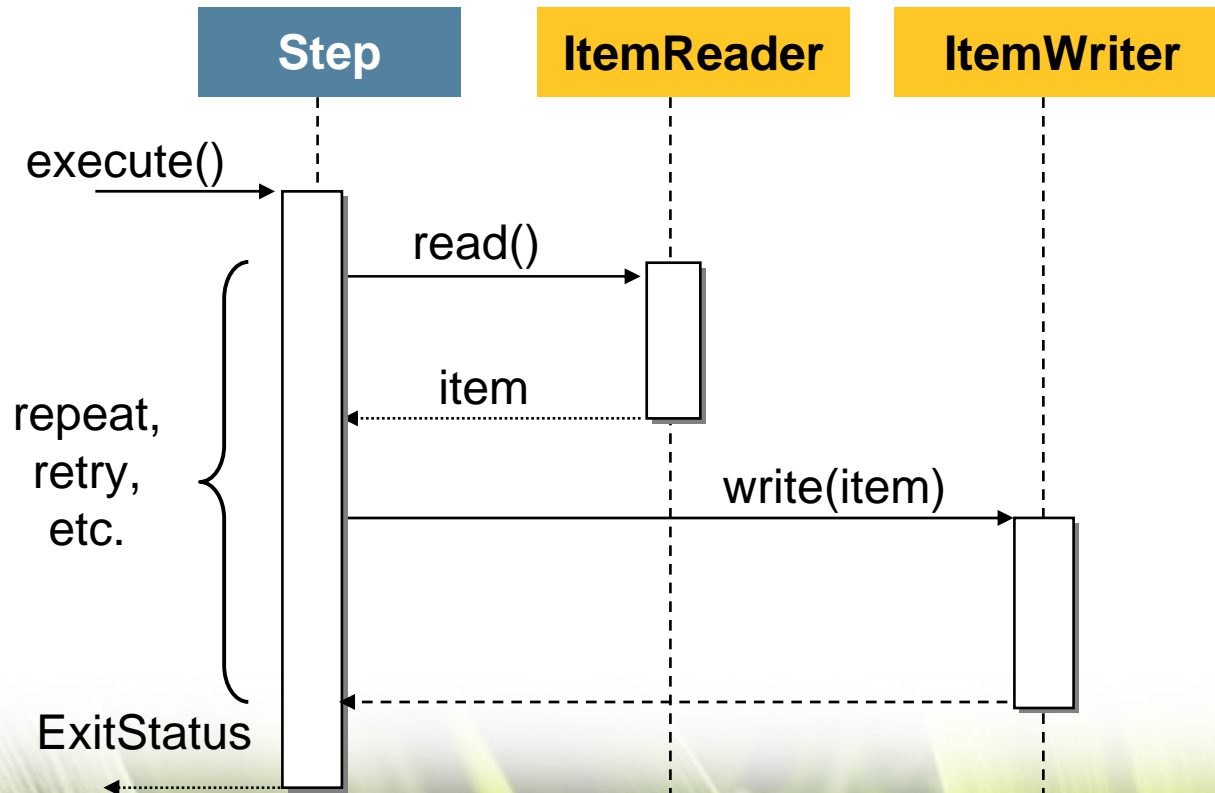 Step
ItemReader
ItemWriter
execute()
read()
item
repeat,
retry,
etc.
write(item)
ExitStatus